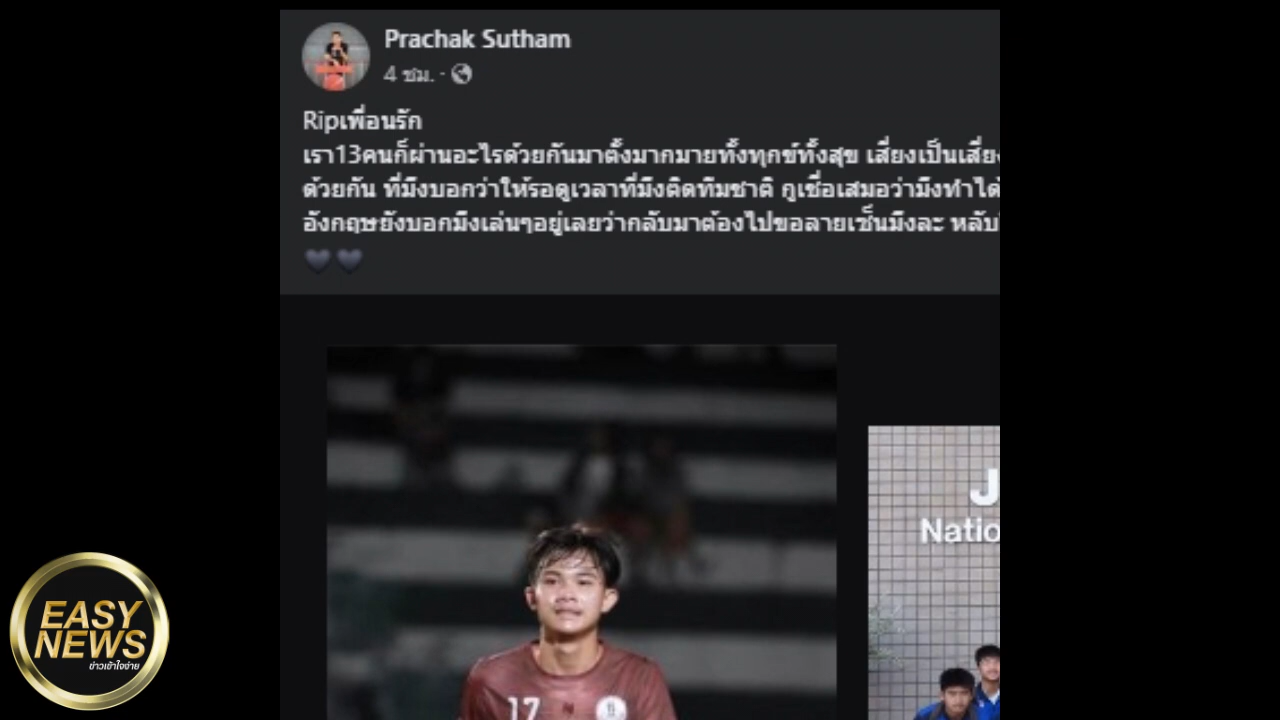 Prachak Sutham
4 ชม. ·
Ripเพื่อนรัก
เรา13คนก็ผ่านอะไรด้วยกันมาตั้งมากมายทั้งทุกข์ทั้งสุข เสี่ยงเป็นเสี่ยง
ด้วยกัน ที่มึงบอกว่าให้รอดูเวลาที่มึงติดทีมชาติ กูเชื่อเสมอว่ามึงทำได้
อังกฤษยังบอกมึงเล่นๆอยู่เลยว่ากลับมาต้องไปขอลายเซ็นมึงละ หลับ
🖤🖤
J
Natio
17
EASY
NEWS
ข่าวเข้าใจง่าย